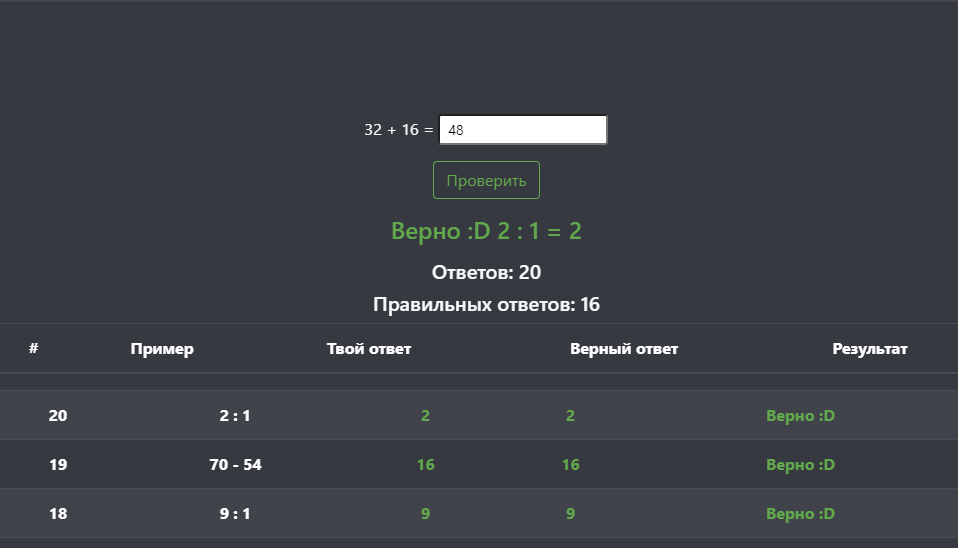 32 + 16 = 48
Проверить
Верно :D 2 : 1 = 2
Ответов: 20
Правильных ответов: 16
# Пример Твой ответ Верный ответ Результат
20 2 : 1 2 2 Верно :D
19 70 - 54 16 16 Верно :D
18 9 : 1 9 9 Верно :D